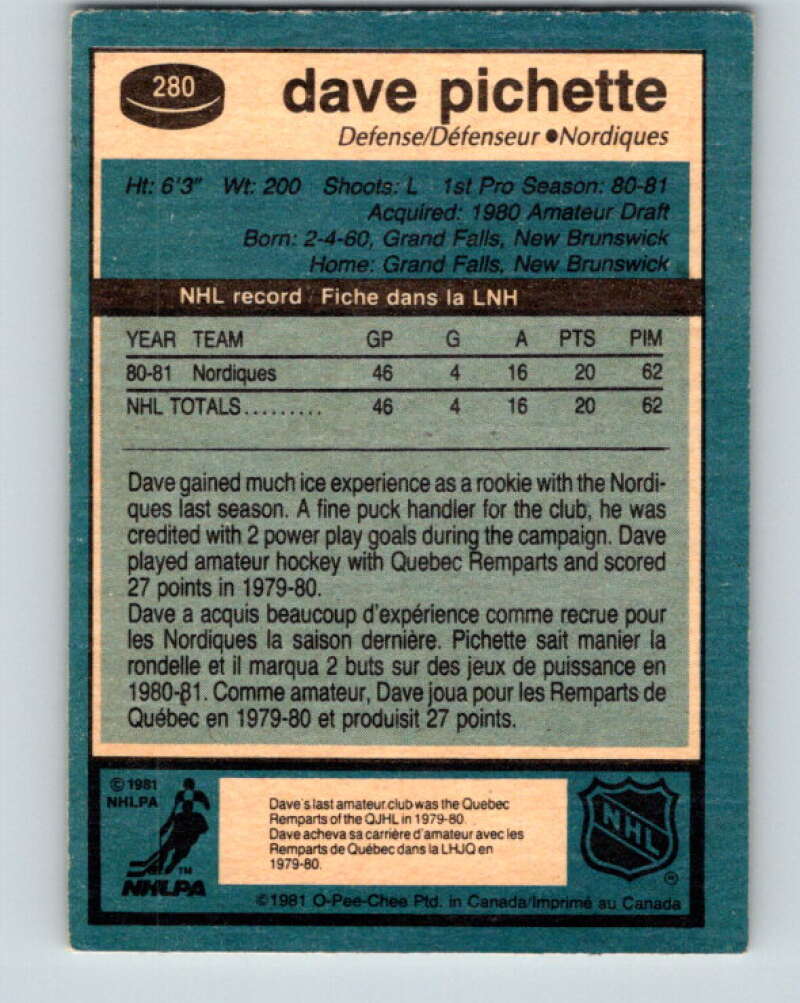 280
dave pichette
Defense/Défenseur ●Nordiques
Ht: 6'3" Wt: 200 Shoots: L 1st Pro Season: 80-81
Acquired: 1980 Amateur Draft
Born: 2-4-60, Grand Falls, New Brunswick
Home: Grand Falls, New Brunswick
NHL record Fiche dans la LNH
YEAR TEAM GP G A PTS PIM
80-81 Nordiques 46 4 16 20 62
NHL TOTALS......... 46 4 16 20 62
Dave gained much ice experience as a rookie with the Nordi-
ques last season. A fine puck handler for the club, he was
credited with 2 power play goals during the campaign. Dave
played amateur hockey with Quebec Remparts and scored
27 points in 1979-80.
Dave a acquis beaucoup d'expérience comme recrue pour
les Nordiques la saison dernière. Pichette sait manier la
rondelle et il marqua 2 buts sur des jeux de puissance en
1980-81. Comme amateur, Dave joua pour les Remparts de
Québec en 1979-80 et produisit 27 points.
© 1981
NHLPA
TM
NHLPA
Dave's last amateur club was the Quebec
Remparts of the QJHL in 1979-80.
Dave acheva sa carrière d'amateur avec les
Remparts de Québec dans la LHJQ en
1979-80.
NHL
®
©1981 O-Pee-Chee Ptd. in Canada/Imprimé au Canada